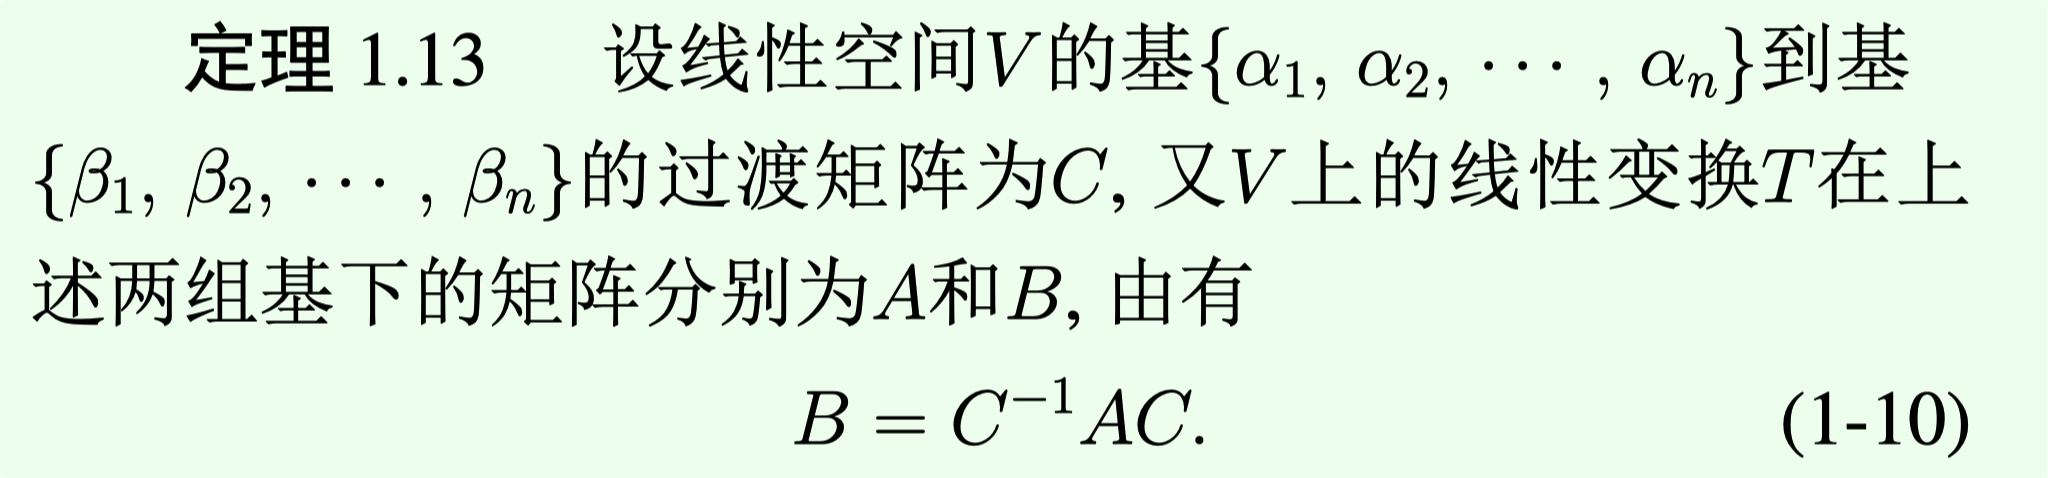 定理 1.13 设线性空间V的基{α₁, α₂, ⋯ , αₙ}到基
{β₁, β₂, ⋯ , βₙ}的过渡矩阵为C, 又V上的线性变换T在上
述两组基下的矩阵分别为A和B, 由有
B = C⁻¹AC. (1-10)